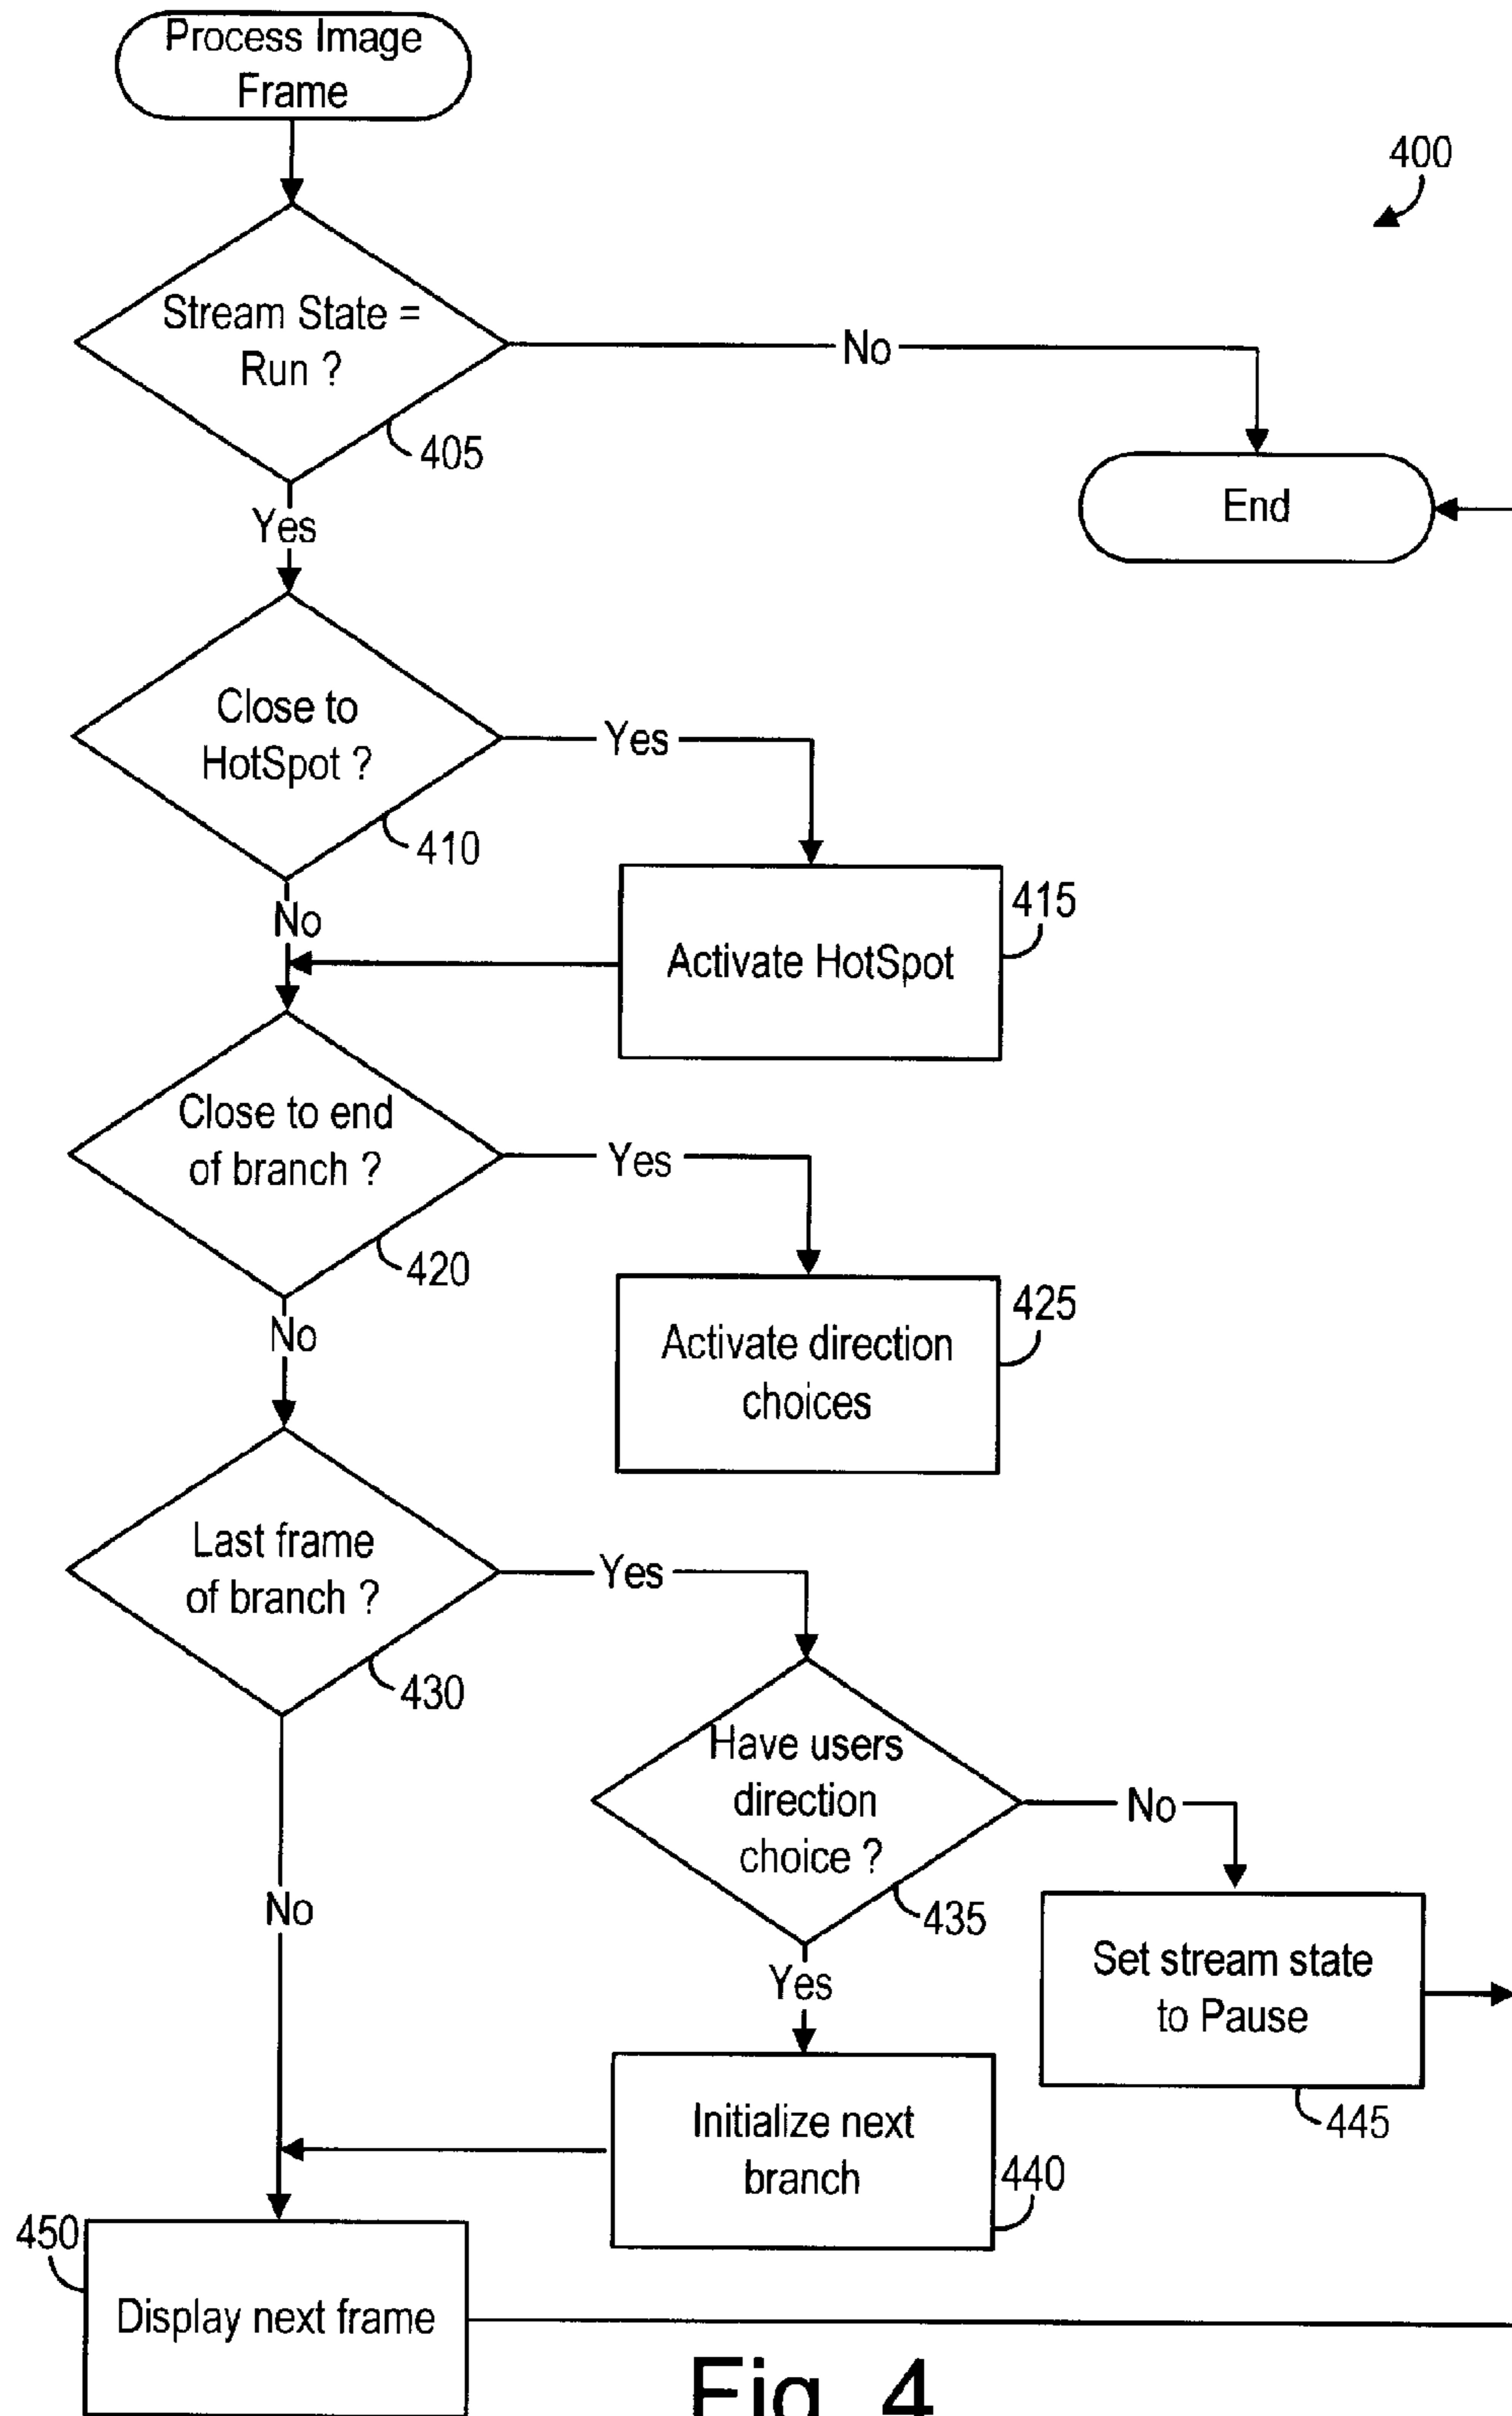 Process Image
Frame
400
Stream State =
Run ?
No
405
End
Yes
Close to
HotSpot ?
Yes
410
415
No
Activate HotSpot
Close to end
of branch ?
Yes
420
425
No
Activate direction
choices
Last frame
of branch ?
Yes
430
Have users
direction
choice ?
No
435
No
Set stream state
to Pause
Yes
445
Initialize next
branch
440
450
Display next frame
Fig. 4